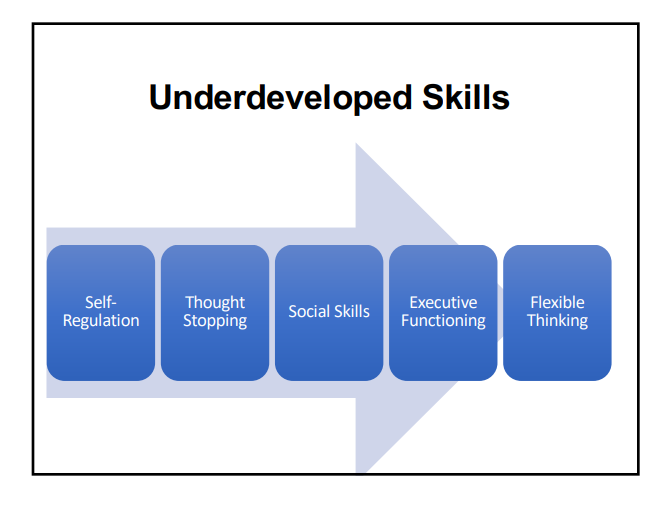 Underdeveloped Skills
Self-
Regulation
Thought
Stopping
Social Skills
Executive
Functioning
Flexible
Thinking